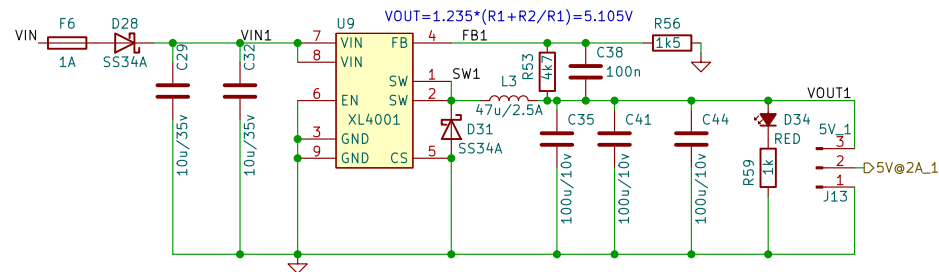 VOUT=1.235*(R1+R2/R1)=5.105V
VIN
F6
1A
D28
SS34A
C29
10u/35v
VIN1
C32
10u/35v
U9
7
VIN
8
VIN
6
EN
XL4001
3
GND
9
GND
FB
4
SW
1
SW
2
CS
5
FB1
SW1
D31
SS34A
L3
47u/2.5A
R53
4k7
C38
100n
R56
1k5
C35
100u/10v
C41
100u/10v
C44
100u/10v
VOUT1
D34
RED
R59
1k
5V_1
3
2
1
J13
5V@2A_1